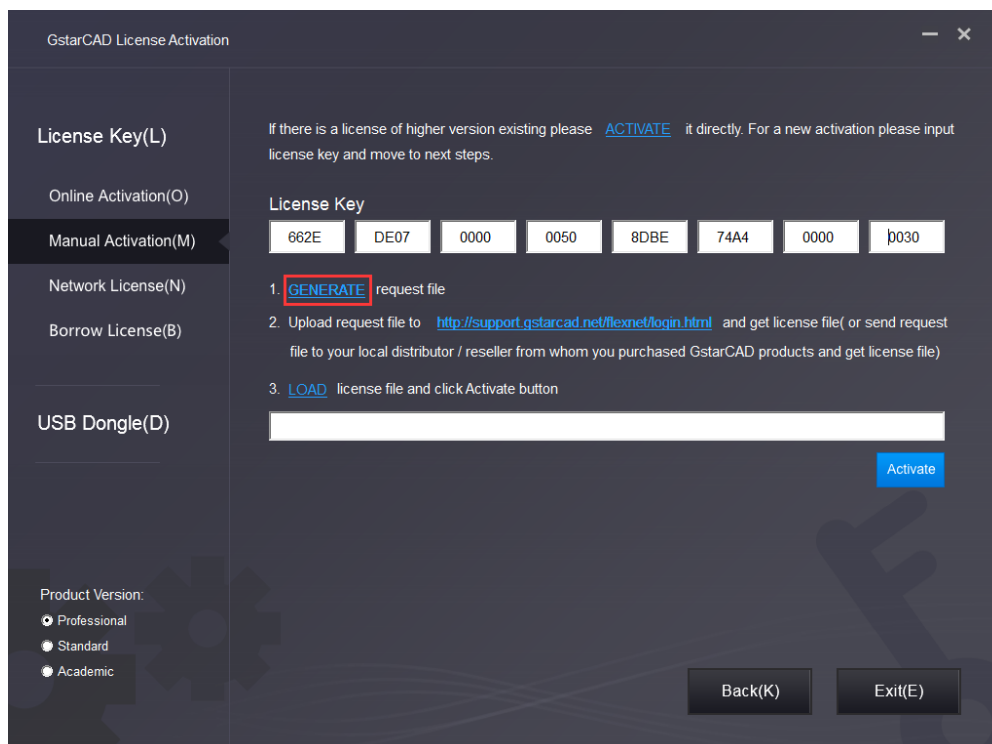 GstarCAD License Activation
License Key(L)
Online Activation(O)
Manual Activation(M)
Network License(N)
Borrow License(B)
USB Dongle(D)
Product Version:
Professional
Standard
Academic
If there is a license of higher version existing please ACTIVATE it directly. For a new activation please input
license key and move to next steps.
License Key
662E DE07 0000 0050 8DBE 74A4 0000 0030
1. GENERATE request file
2. Upload request file to http://support.gstarcad.net/flexnet/login.html and get license file( or send request
file to your local distributor / reseller from whom you purchased GstarCAD products and get license file)
3. LOAD license file and click Activate button
Activate
Back(K) Exit(E)